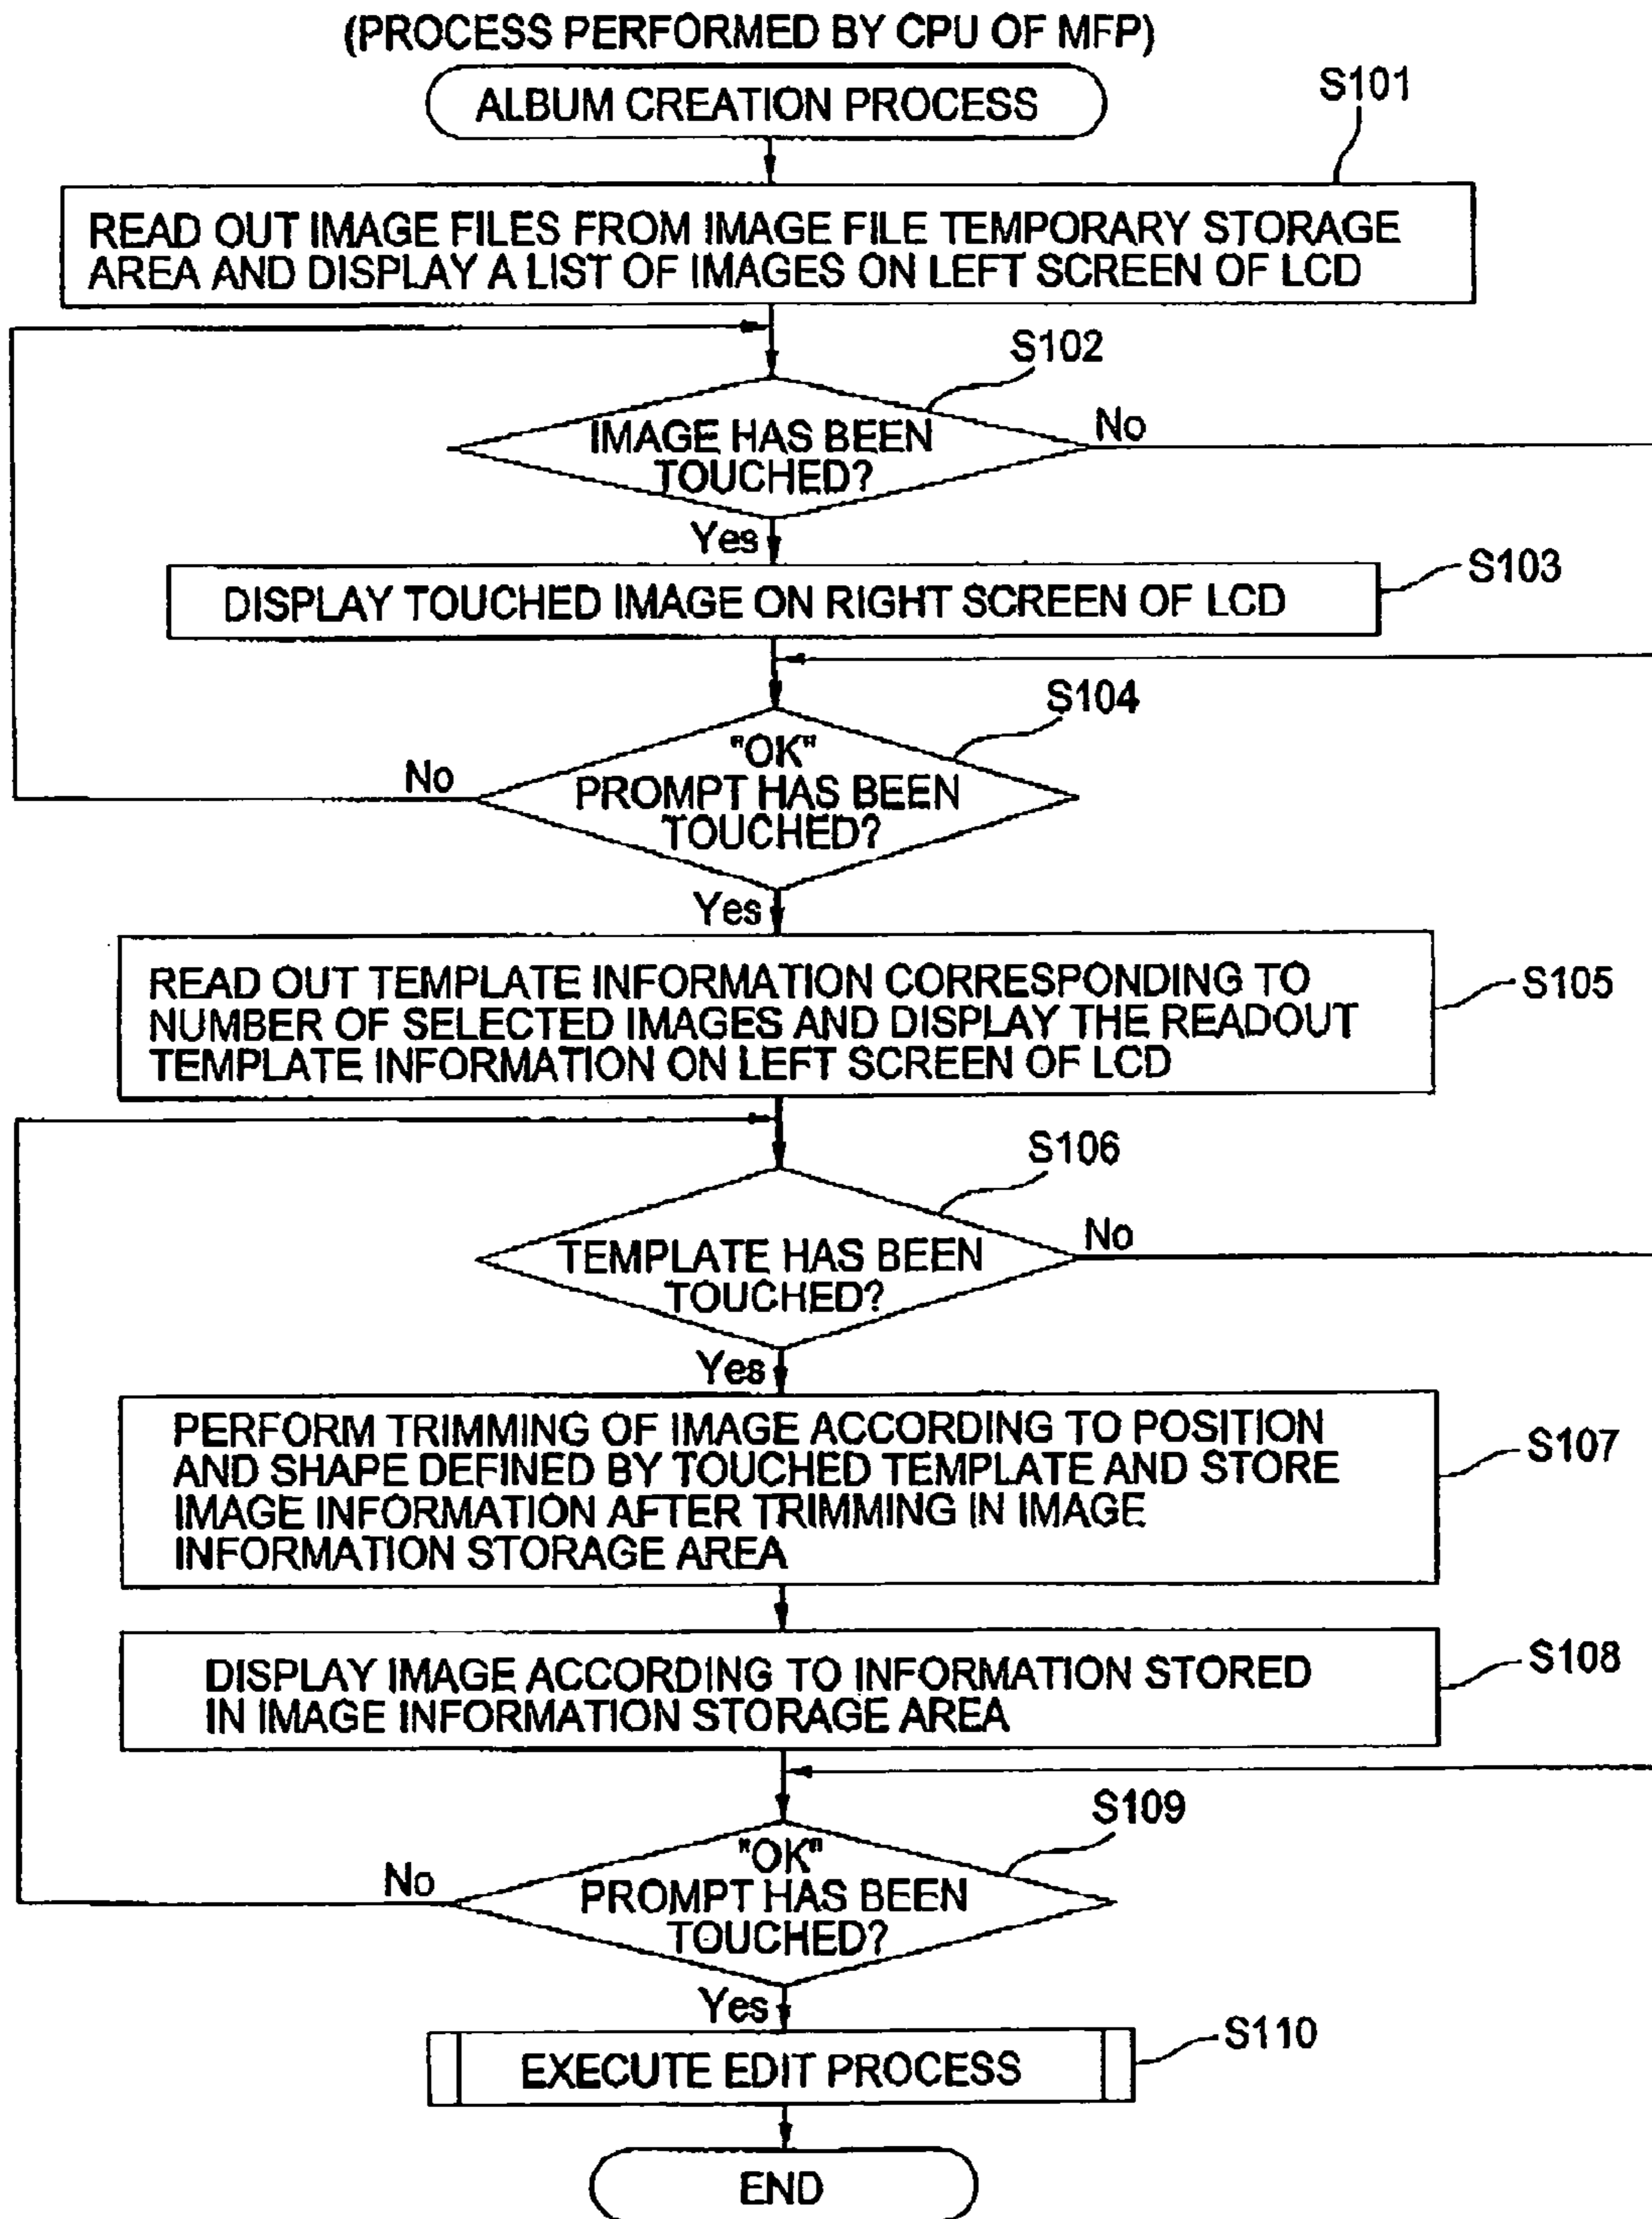 (PROCESS PERFORMED BY CPU OF MFP)
ALBUM CREATION PROCESS
S101
READ OUT IMAGE FILES FROM IMAGE FILE TEMPORARY STORAGE
AREA AND DISPLAY A LIST OF IMAGES ON LEFT SCREEN OF LCD
S102
IMAGE HAS BEEN
TOUCHED?
No
Yes
S103
DISPLAY TOUCHED IMAGE ON RIGHT SCREEN OF LCD
S104
"OK"
PROMPT HAS BEEN
TOUCHED?
No
Yes
S105
READ OUT TEMPLATE INFORMATION CORRESPONDING TO
NUMBER OF SELECTED IMAGES AND DISPLAY THE READOUT
TEMPLATE INFORMATION ON LEFT SCREEN OF LCD
S106
TEMPLATE HAS BEEN
TOUCHED?
No
Yes
S107
PERFORM TRIMMING OF IMAGE ACCORDING TO POSITION
AND SHAPE DEFINED BY TOUCHED TEMPLATE AND STORE
IMAGE INFORMATION AFTER TRIMMING IN IMAGE
INFORMATION STORAGE AREA
S108
DISPLAY IMAGE ACCORDING TO INFORMATION STORED
IN IMAGE INFORMATION STORAGE AREA
S109
"OK"
PROMPT HAS BEEN
TOUCHED?
No
Yes
S110
EXECUTE EDIT PROCESS
END